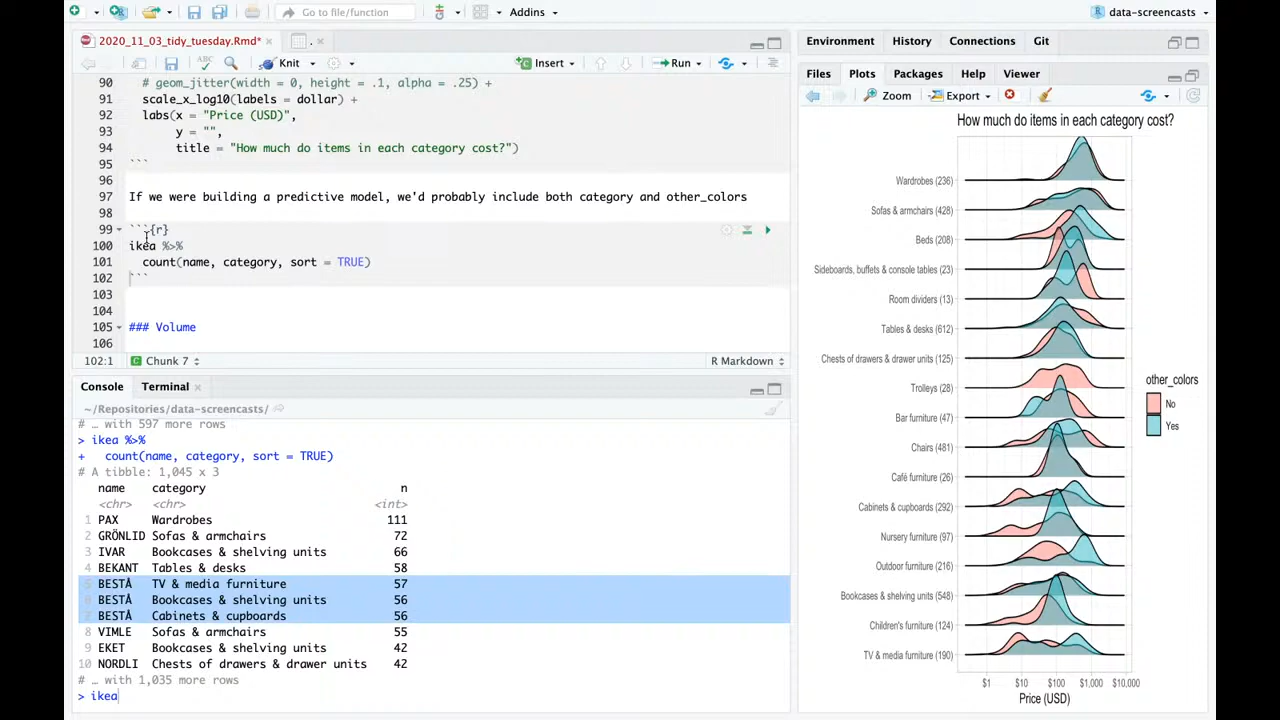 Go to file/function
Addins
data-screencasts
2020_11_03_tidy_tuesday.Rmd*
.
Knit
Insert
Run
90 # geom_jitter(width = 0, height = .1, alpha = .25) +
91 scale_x_log10(labels = dollar) +
92 labs(x = "Price (USD)",
93 y = "",
94 title = "How much do items in each category cost?")
95 ```
96
97 If we were building a predictive model, we'd probably include both category and other_colors
98
99 ```{r}
100 ikea %>%
101 count(name, category, sort = TRUE)
102 ```
103
104
105 ### Volume
106
102:1 Chunk 7 R Markdown
Console Terminal
~/Repositories/data-screencasts/
# … with 597 more rows
> ikea %>%
+ count(name, category, sort = TRUE)
# A tibble: 1,045 x 3
name category n
<chr> <chr> <int>
1 PAX Wardrobes 111
2 GRÖNLID Sofas & armchairs 72
3 IVAR Bookcases & shelving units 66
4 BEKANT Tables & desks 58
5 BESTÅ TV & media furniture 57
6 BESTÅ Bookcases & shelving units 56
7 BESTÅ Cabinets & cupboards 56
8 VIMLE Sofas & armchairs 55
9 EKET Bookcases & shelving units 42
10 NORDLI Chests of drawers & drawer units 42
# … with 1,035 more rows
> ikea
Environment History Connections Git
Files Plots Packages Help Viewer
Zoom Export
How much do items in each category cost?
Wardrobes (236)
Sofas & armchairs (428)
Beds (208)
Sideboards, buffets & console tables (23)
Room dividers (13)
Tables & desks (612)
Chests of drawers & drawer units (125)
Trolleys (28)
Bar furniture (47)
Chairs (481)
Café furniture (26)
Cabinets & cupboards (292)
Nursery furniture (97)
Outdoor furniture (216)
Bookcases & shelving units (548)
Children's furniture (124)
TV & media furniture (190)
$1 $10 $100 $1,000 $10,000
Price (USD)
other_colors
No
Yes